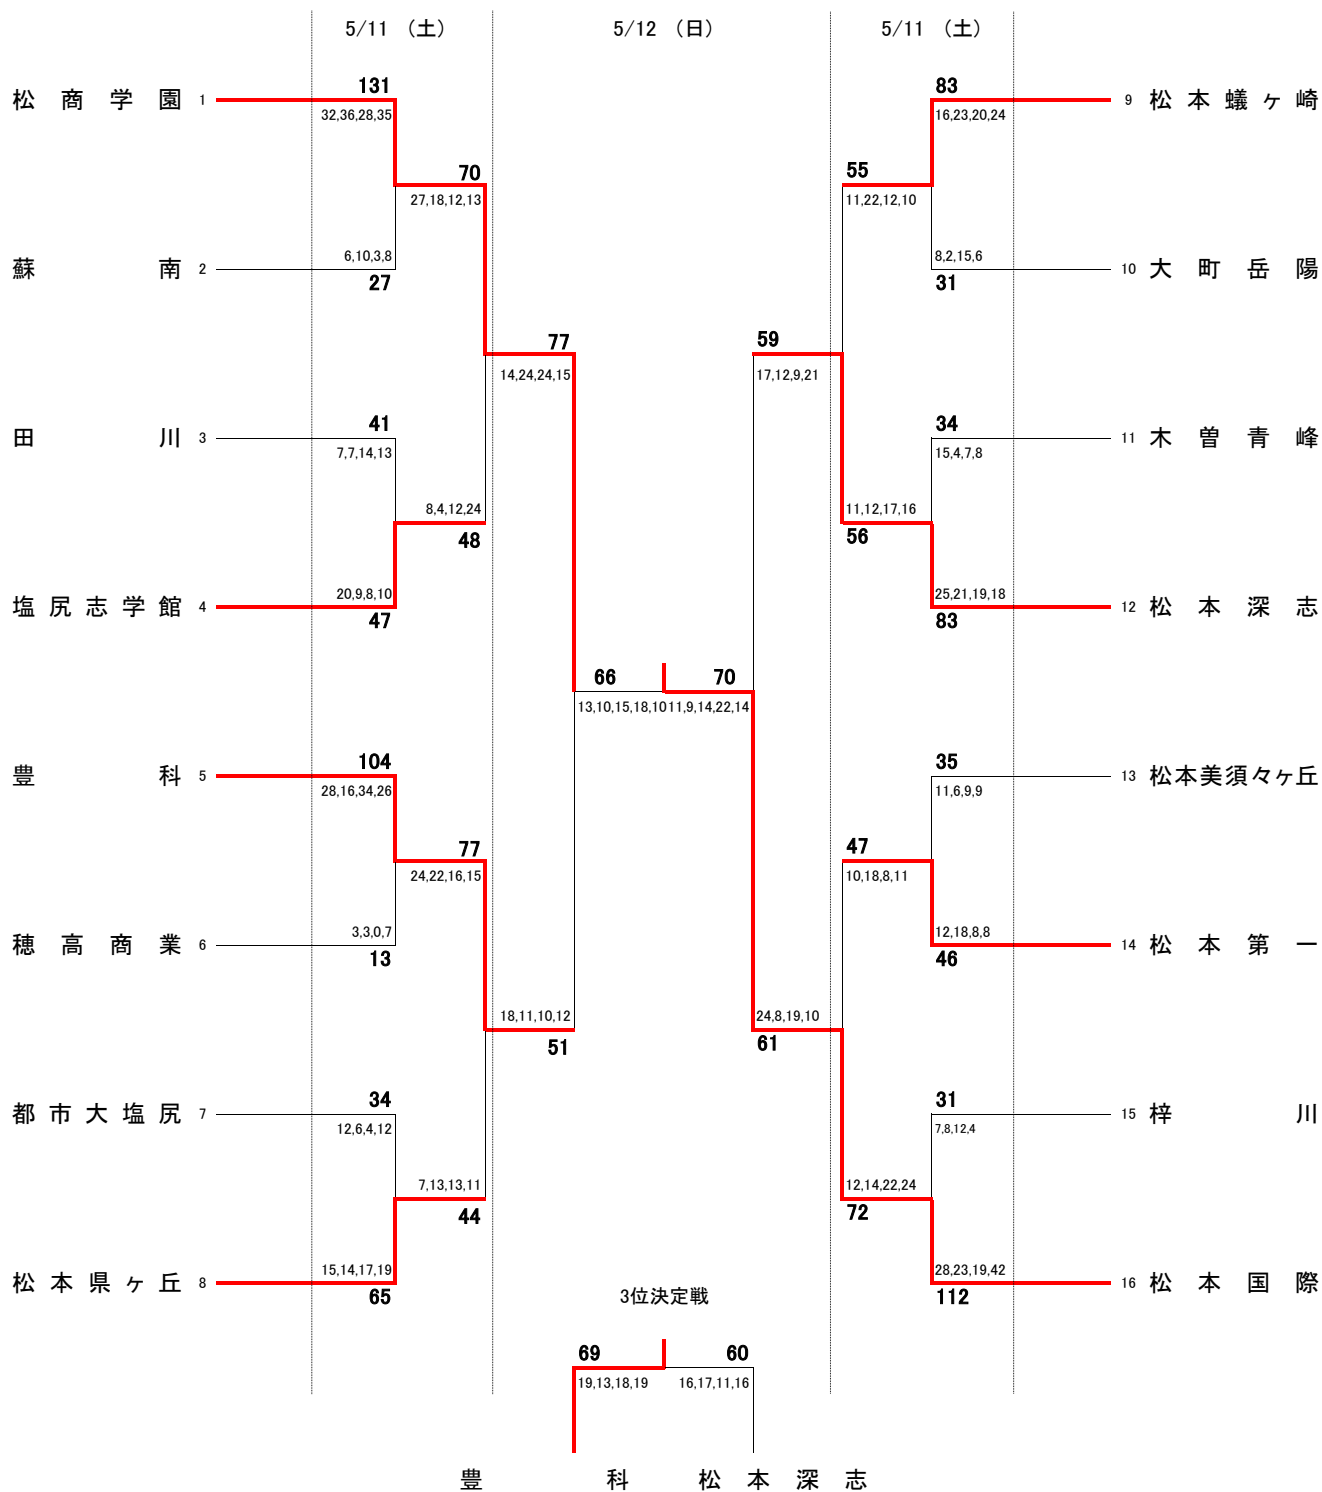 5/11 （土） 5/12 （日） 5/11 （土）
131 83
松商学園 1 9 松本蟻ヶ崎
32,36,28,35 16,23,20,24
70 55
27,18,12,13 11,22,12,10
6,10,3,8 8,2,15,6
蘇南 2 10 大町岳陽
27 31
77 59
14,24,24,15 17,12,9,21
41 34
田川 3 11 木曽青峰
7,7,14,13 15,4,7,8
8,4,12,24 11,12,17,16
48 56
20,9,8,10 25,21,19,18
塩尻志学館 4 12 松本深志
47 83
66 70
13,10,15,18,10 11,9,14,22,14
104 35
豊科 5 13 松本美須々ヶ丘
28,16,34,26 11,6,9,9
77 47
24,22,16,15 10,18,8,11
3,3,0,7 12,18,8,8
穂高商業 6 14 松本第一
13 46
18,11,10,12 24,8,19,10
51 61
34 31
都市大塩尻 7 15 梓川
12,6,4,12 7,8,12,4
7,13,13,11 12,14,22,24
44 72
15,14,17,19 28,23,19,42
松本県ヶ丘 8 16 松本国際
65 112
3位決定戦
69 60
19,13,18,19 16,17,11,16
豊科 松本深志